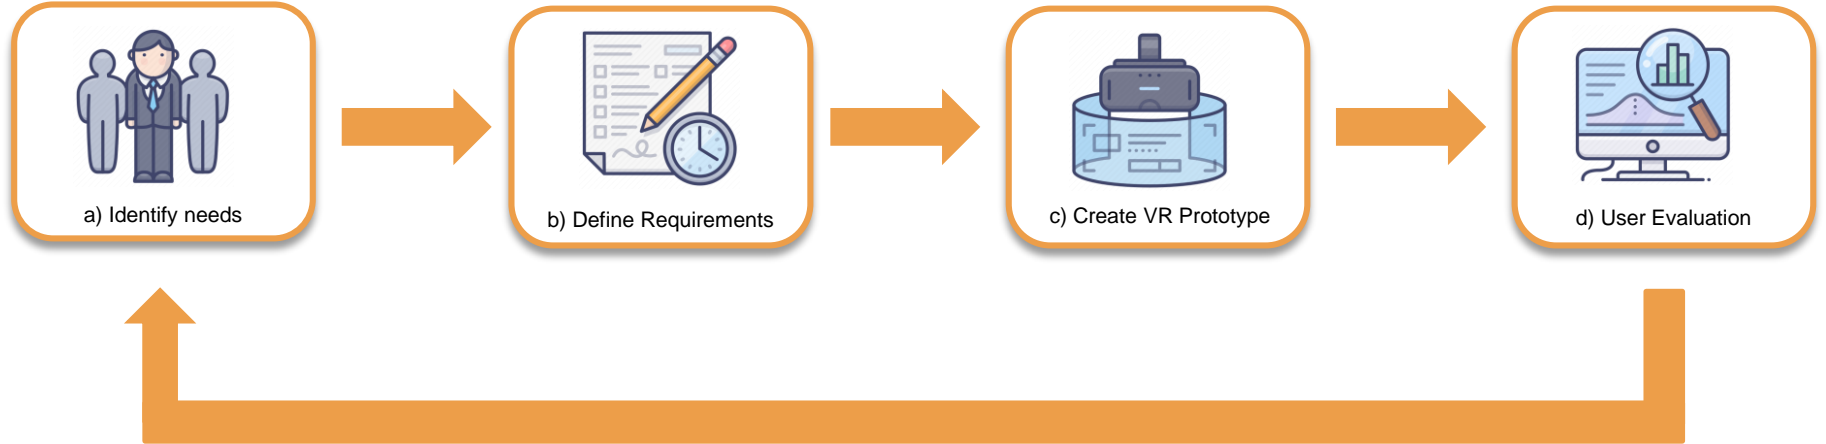 a) Identify needs
b) Define Requirements
c) Create VR Prototype
d) User Evaluation